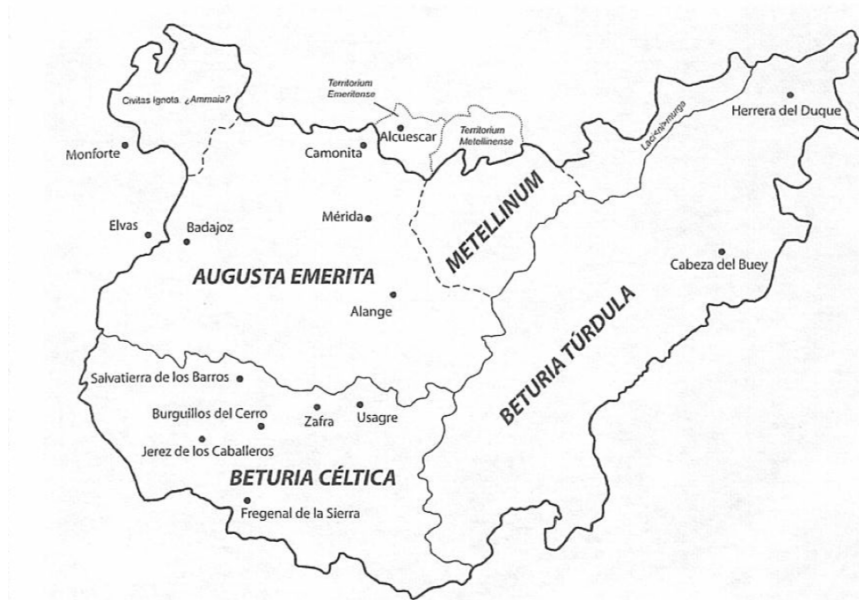 Territorium
Emeritense
Civitas Ignota. ¿Ammaia?
Herrera del Duque
Alcuescar
Territorium
Metellinense
Monforte
Camonita
METELLINUM
Mérida
Elvas
Badajoz
Cabeza del Buey
AUGUSTA EMERITA
Alange
BETURIA TÚRDULA
Salvatierra de los Barros
Burguillos del Cerro
Zafra
Usagre
Jerez de los Caballeros
BETURIA CÉLTICA
Fregenal de la Sierra